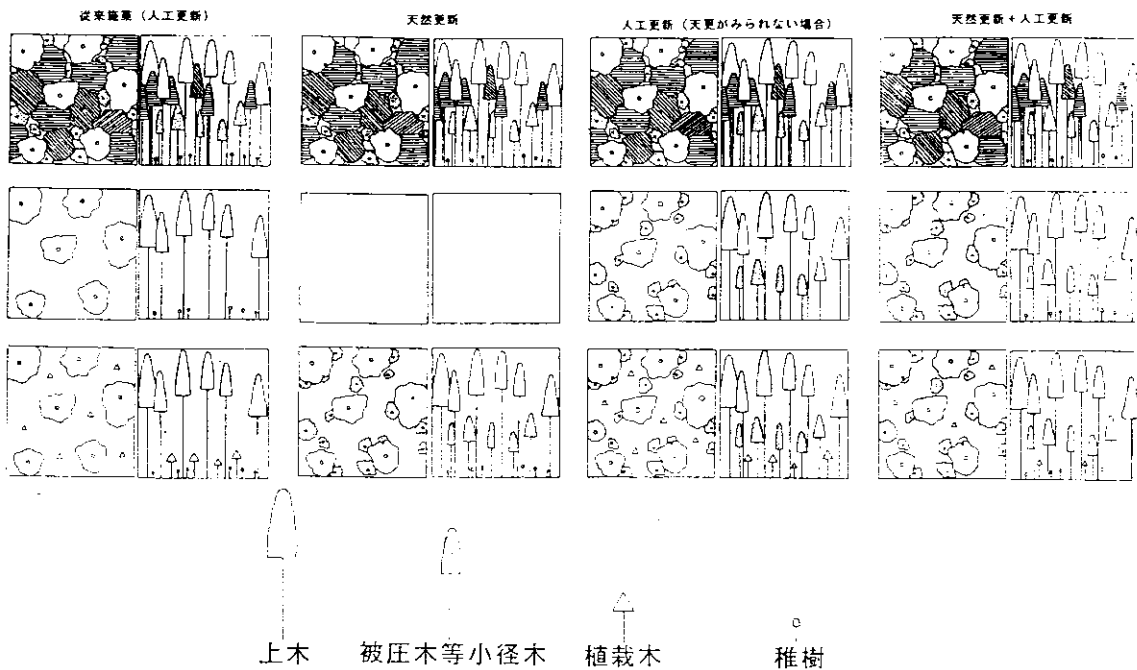 従来施業（人工更新）
天然更新
人工更新（天更がみられない場合）
天然更新＋人工更新
上木
被圧木等小径木
植栽木
稚樹